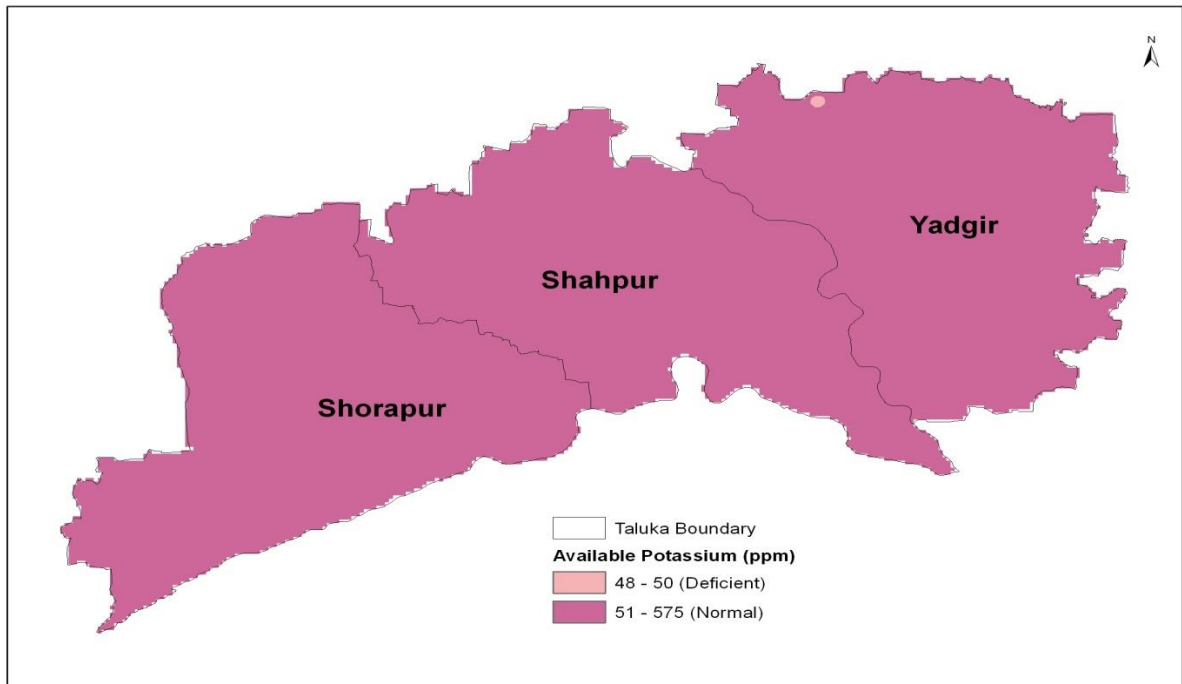 N
Yadgir
Shahpur
Shorapur
Taluka Boundary
Available Potassium (ppm)
48 - 50 (Deficient)
51 - 575 (Normal)